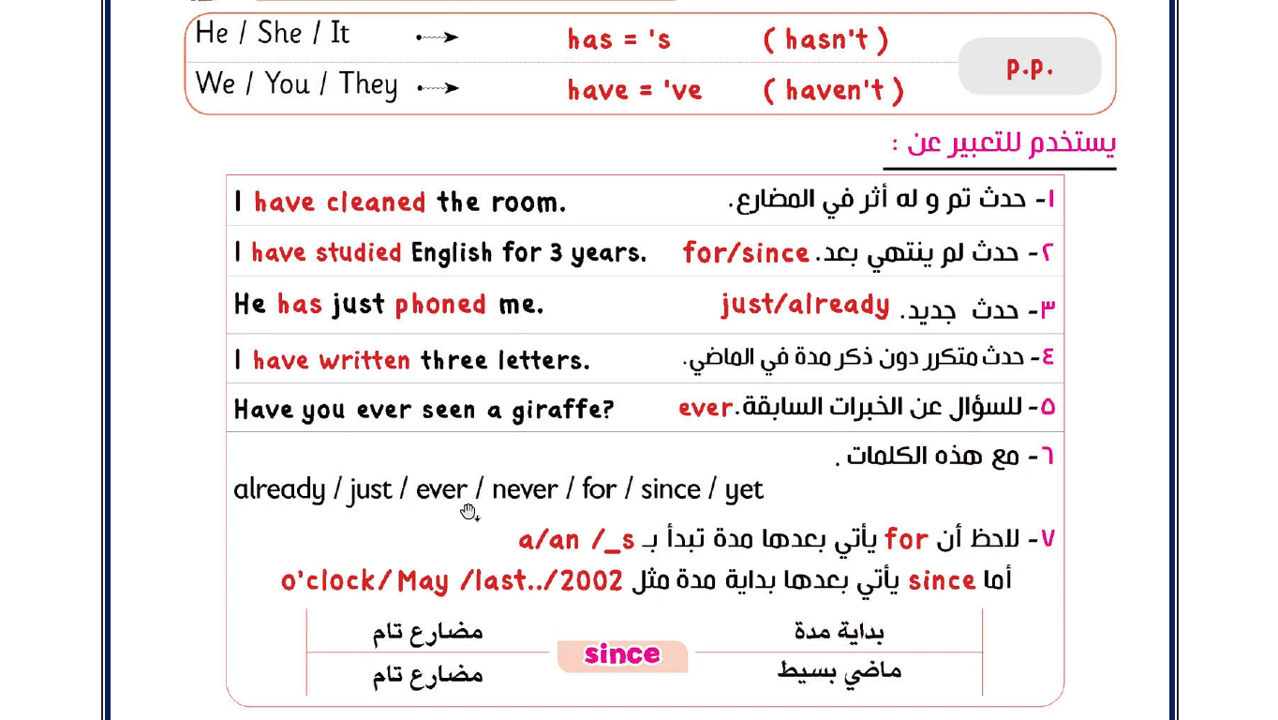 He / She / It has = 's ( hasn't )
p.p.
We / You / They have = 've ( haven't )
يستخدم للتعبير عن :
١- حدث تم و له أثر في المضارع. I have cleaned the room.
٢- حدث لم ينتهي بعد. for/since I have studied English for 3 years.
٣- حدث جديد. just/already He has just phoned me.
٤- حدث متكرر دون ذكر مدة في الماضي. I have written three letters.
٥- للسؤال عن الخبرات السابقة. ever Have you ever seen a giraffe?
٦- مع هذه الكلمات .
already / just / ever / never / for / since / yet
٧- لاحظ أن for يأتي بعدها مدة تبدأ بـ a/an /_s
أما since يأتي بعدها بداية مدة مثل o'clock/ May /last../2002
بداية مدة مضارع تام
since
ماضي بسيط مضارع تام